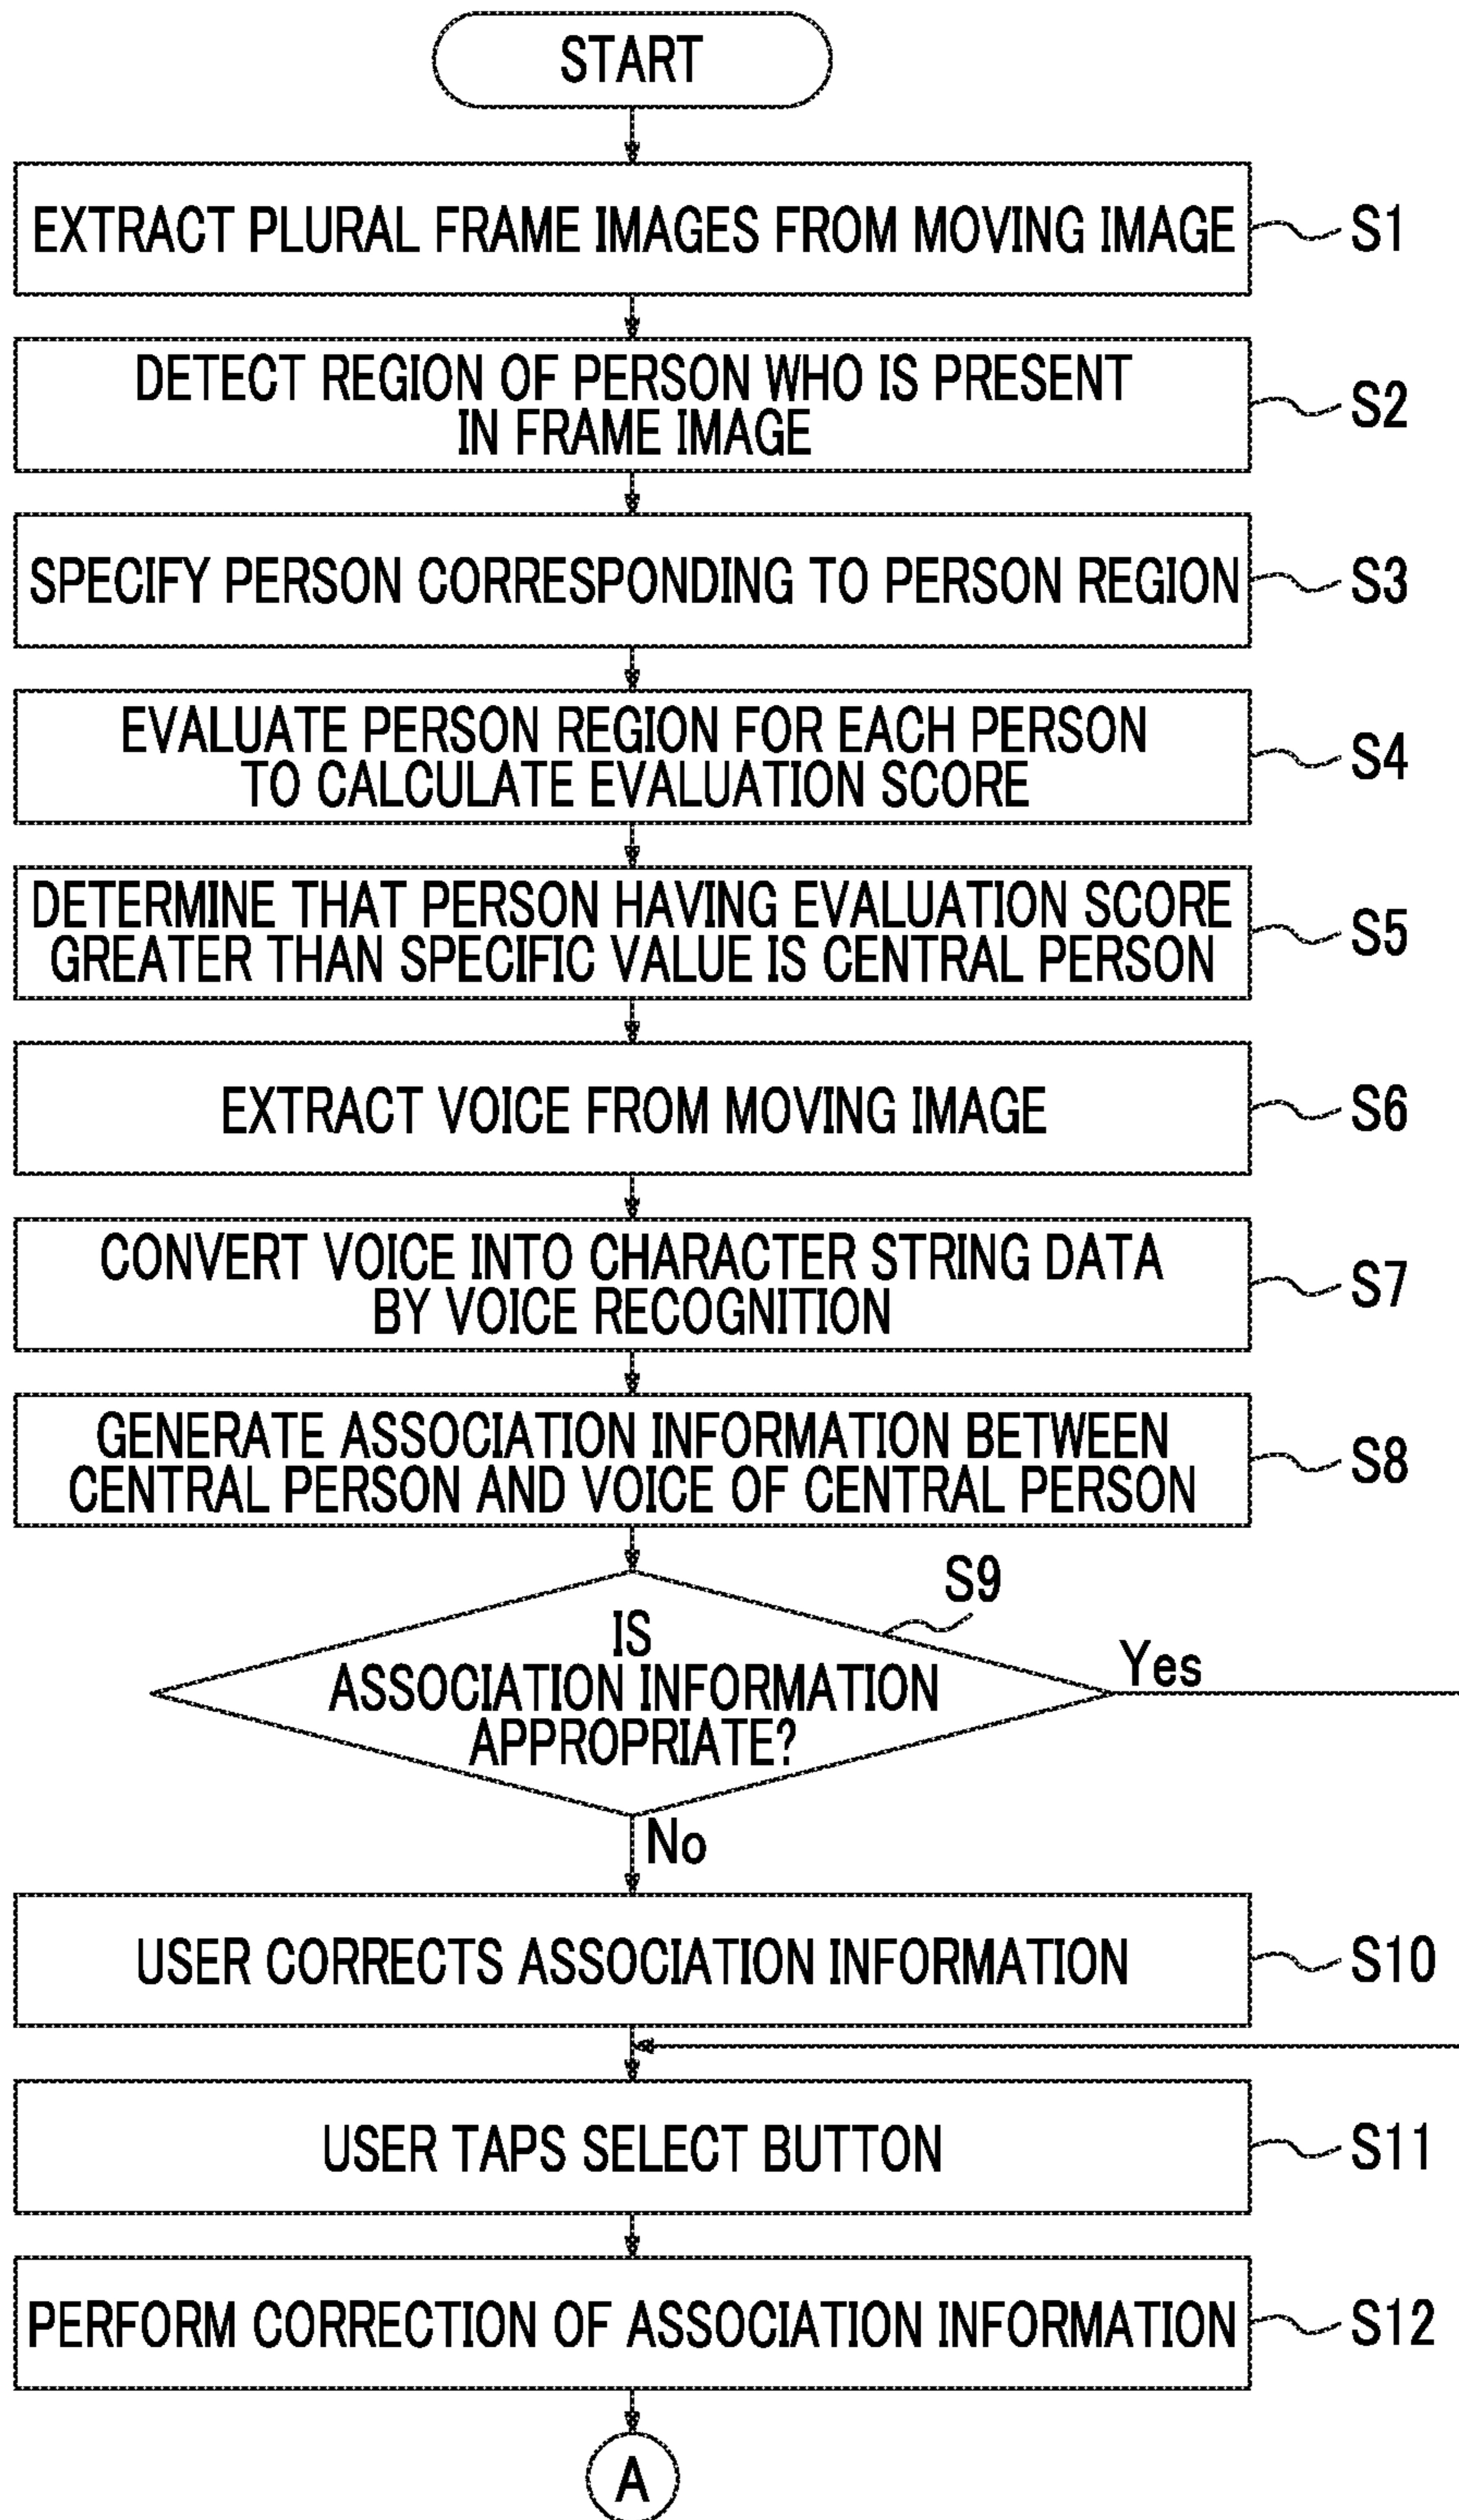 START
EXTRACT PLURAL FRAME IMAGES FROM MOVING IMAGE
S1
DETECT REGION OF PERSON WHO IS PRESENT
IN FRAME IMAGE
S2
SPECIFY PERSON CORRESPONDING TO PERSON REGION
S3
EVALUATE PERSON REGION FOR EACH PERSON
TO CALCULATE EVALUATION SCORE
S4
DETERMINE THAT PERSON HAVING EVALUATION SCORE
GREATER THAN SPECIFIC VALUE IS CENTRAL PERSON
S5
EXTRACT VOICE FROM MOVING IMAGE
S6
CONVERT VOICE INTO CHARACTER STRING DATA
BY VOICE RECOGNITION
S7
GENERATE ASSOCIATION INFORMATION BETWEEN
CENTRAL PERSON AND VOICE OF CENTRAL PERSON
S8
S9
IS
ASSOCIATION INFORMATION
APPROPRIATE?
Yes
No
USER CORRECTS ASSOCIATION INFORMATION
S10
USER TAPS SELECT BUTTON
S11
PERFORM CORRECTION OF ASSOCIATION INFORMATION
S12
A